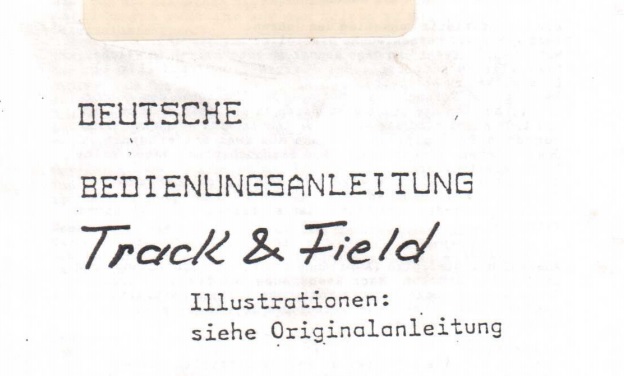 DEUTSCHE
BEDIENUNGSANLEITUNG
Track & Field
Illustrationen:
siehe Originalanleitung